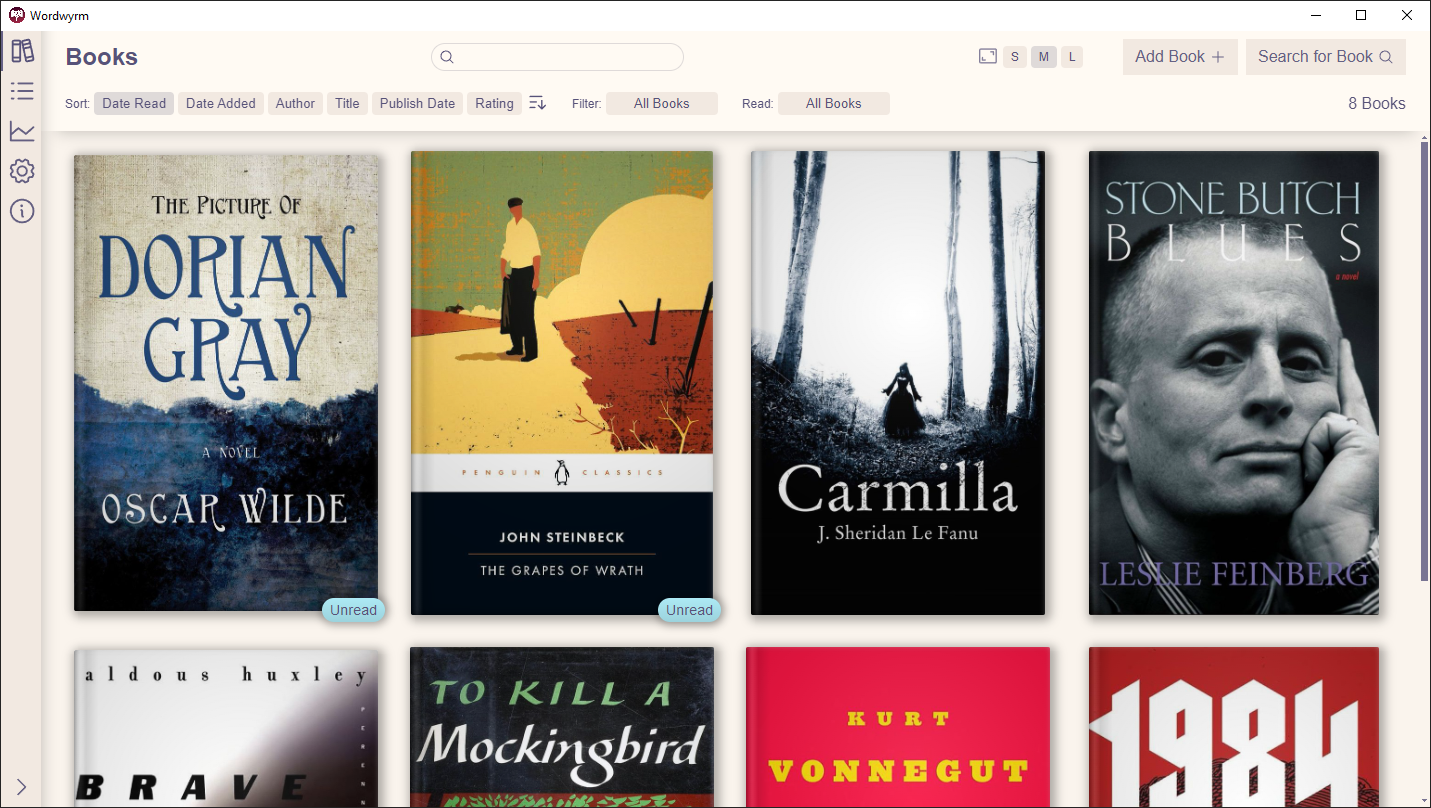 Wordwyrm
Books
S M L
Add Book
Search for Book
Sort: Date Read Date Added Author Title Publish Date Rating Filter: All Books Read: All Books
8 Books
THE PICTURE OF
DORIAN
GRAY
A NOVEL
OSCAR WILDE
Unread
PENGUIN CLASSICS
JOHN STEINBECK
THE GRAPES OF WRATH
Unread
Carmilla
J. Sheridan Le Fanu
STONE BUTCH
BLUES
a novel
LESLIE FEINBERG
aldous huxley
BRAVE
TO KILL A
Mockingbird
KURT
VONNEGUT
1984